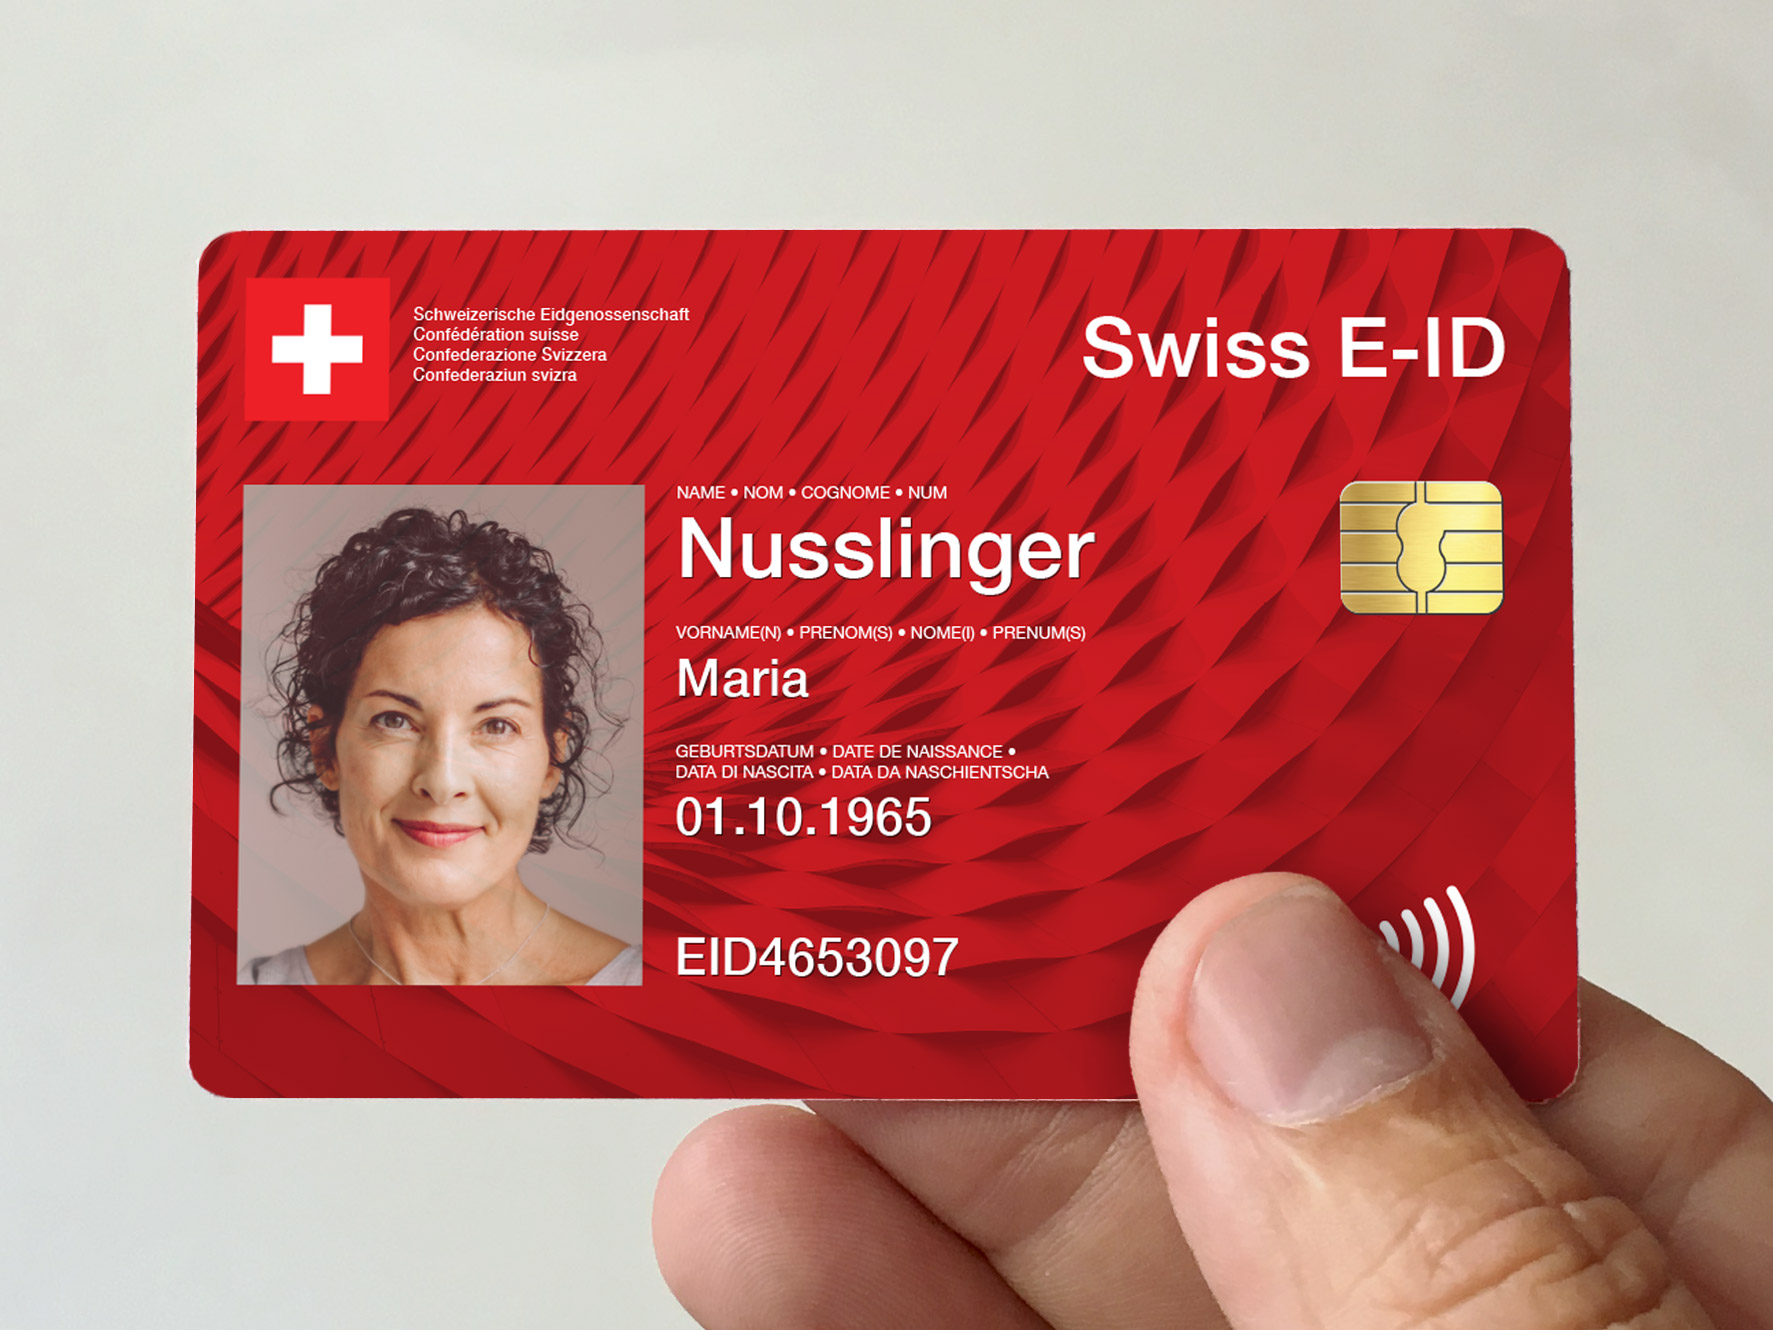 Schweizerische Eidgenossenschaft
Confédération suisse
Confederazione Svizzera
Confederaziun svizra
Swiss E-ID
NAME • NOM • COGNOME • NUM
Nusslinger
VORNAME(N) • PRENOM(S) • NOME(I) • PRENUM(S)
Maria
GEBURTSDATUM • DATE DE NAISSANCE •
DATA DI NASCITA • DATA DA NASCHIENTSCHA
01.10.1965
EID4653097